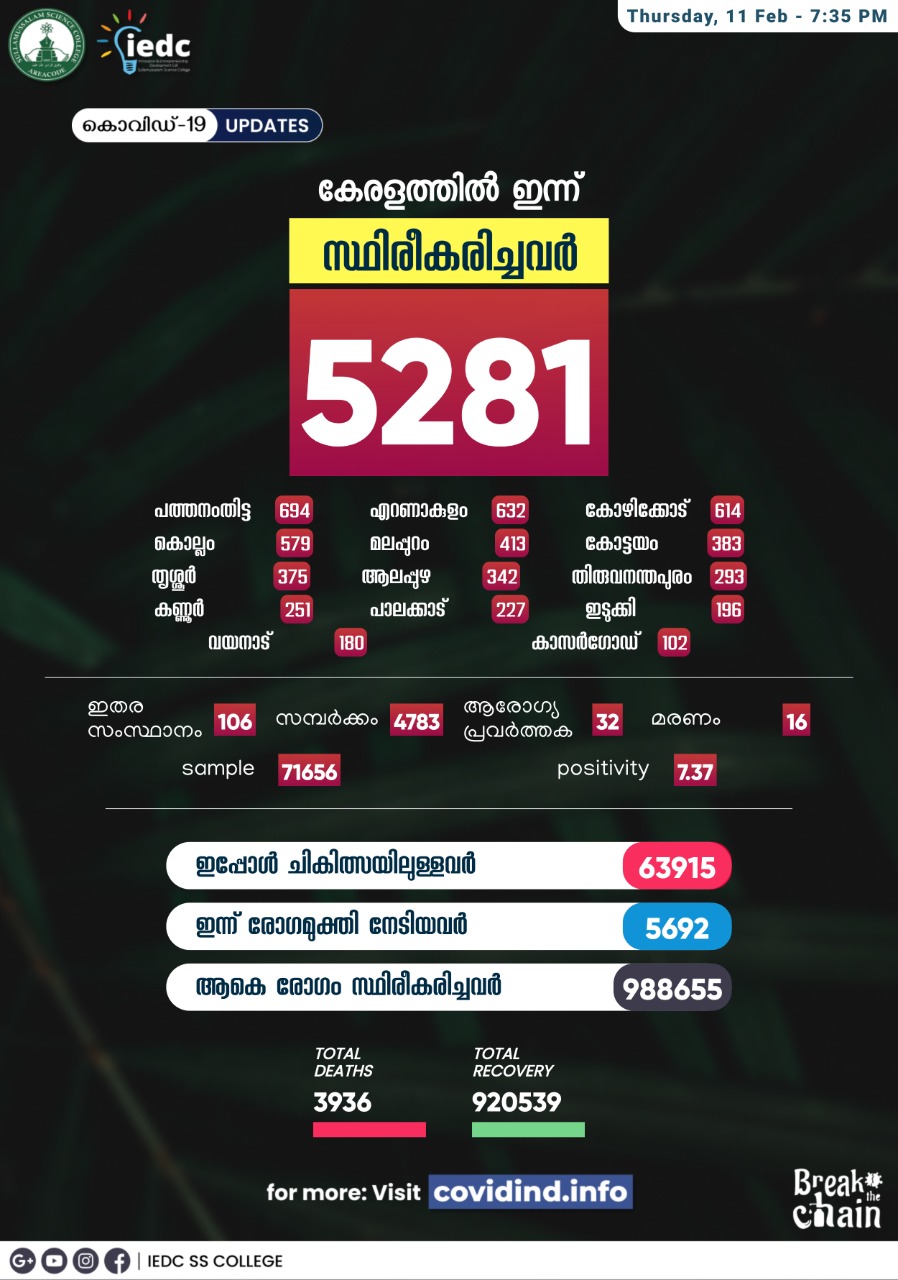 Thursday, 11 Feb - 7:35 PM
SULLAMUSSALAM SCIENCE COLLEGE
AREACODE
iedc
കൊവിഡ്-19 UPDATES
കേരളത്തിൽ ഇന്ന്
സ്ഥിരീകരിച്ചവർ
5281
പത്തനംതിട്ട 694 എറണാകുളം 632 കോഴിക്കോട് 614
കൊല്ലം 579 മലപ്പുറം 413 കോട്ടയം 383
തൃശ്ശൂർ 375 ആലപ്പുഴ 342 തിരുവനന്തപുരം 293
കണ്ണൂർ 251 പാലക്കാട് 227 ഇടുക്കി 196
വയനാട് 180 കാസർഗോഡ് 102
ഇതര
സംസ്ഥാനം 106 സമ്പർക്കം 4783 ആരോഗ്യ
പ്രവർത്തക 32 മരണം 16
sample 71656 positivity 7.37
ഇപ്പോൾ ചികിത്സയിലുള്ളവർ 63915
ഇന്ന് രോഗമുക്തി നേടിയവർ 5692
ആകെ രോഗം സ്ഥിരീകരിച്ചവർ 988655
TOTAL
DEATHS
3936
TOTAL
RECOVERY
920539
for more: Visit covidind.info
Break
the
chain
G+ f | IEDC SS COLLEGE